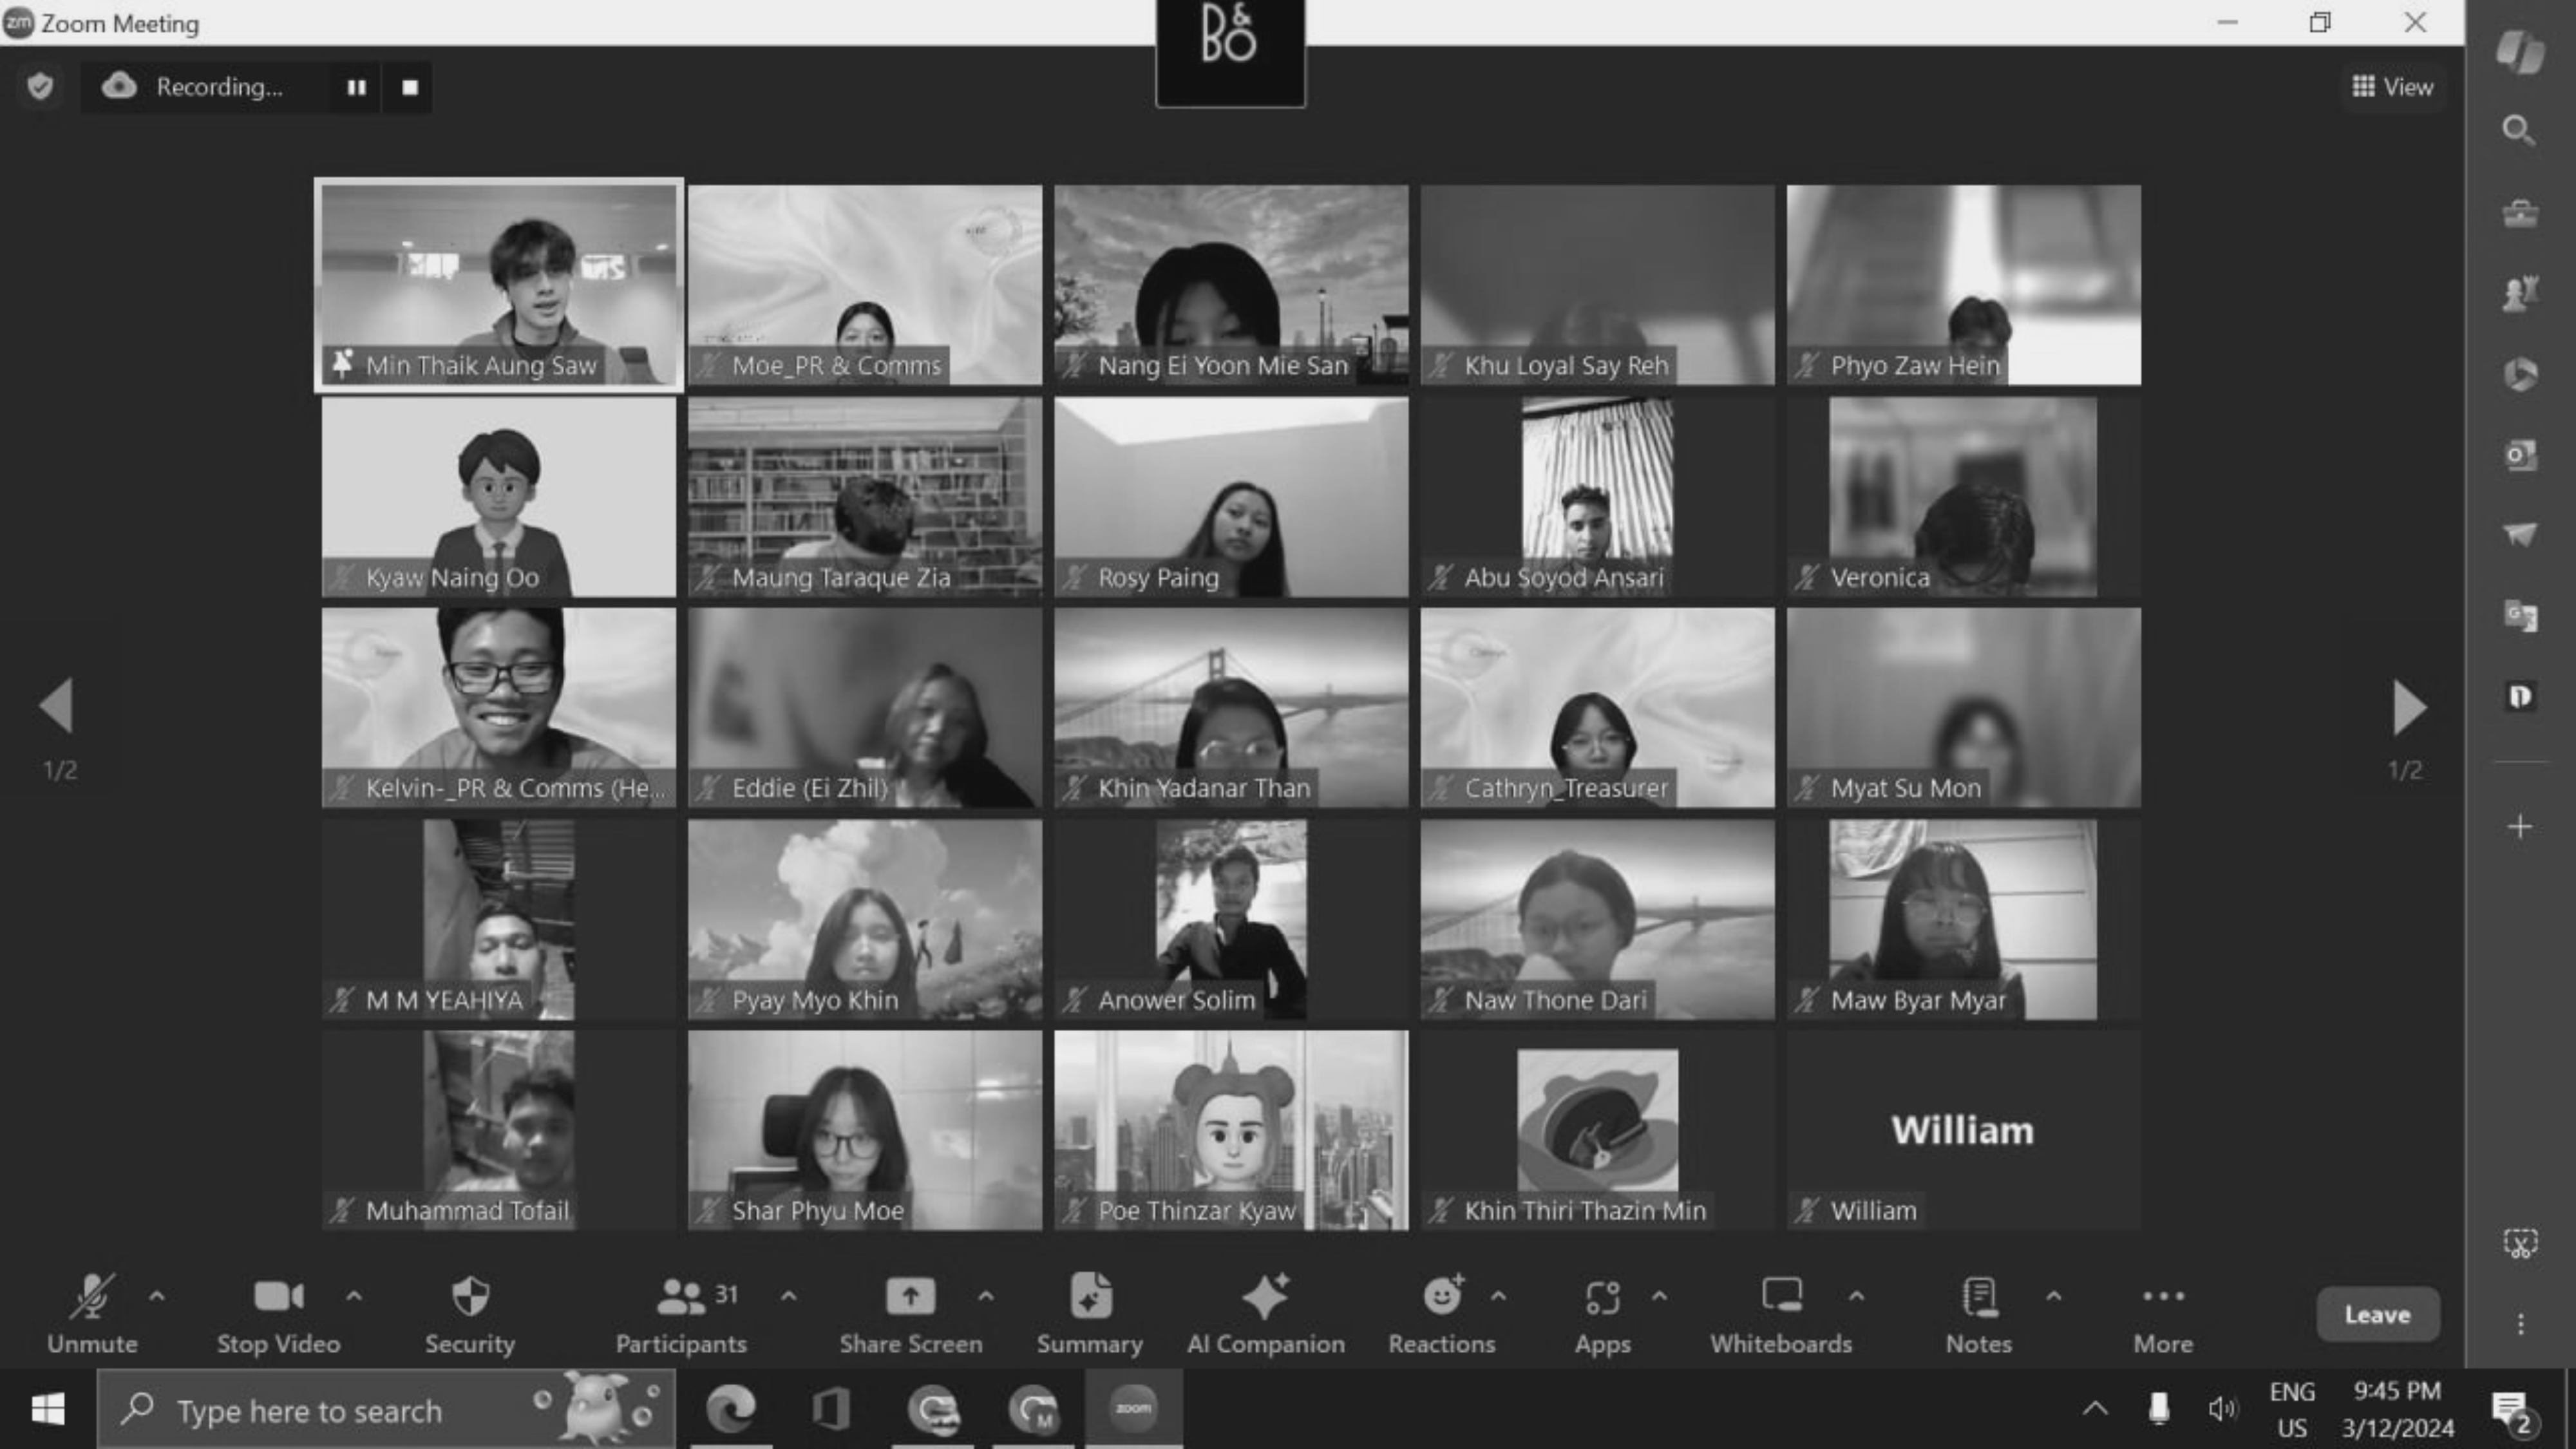 zm Zoom Meeting
B&O
Recording...
View
Min Thaik Aung Saw
Moe_PR & Comms
Nang Ei Yoon Mie San
Khu Loyal Say Reh
Phyo Zaw Hein
Kyaw Naing Oo
Maung Taraque Zia
Rosy Paing
Abu Soyod Ansari
Veronica
Kelvin-_PR & Comms (He...
Eddie (Ei Zhil)
Khin Yadanar Than
Cathryn_Treasurer
Myat Su Mon
1/2
1/2
M M YEAHIYA
Pyay Myo Khin
Anower Solim
Naw Thone Dari
Maw Byar Myar
William
Muhammad Tofail
Shar Phyu Moe
Poe Thinzar Kyaw
Khin Thiri Thazin Min
William
31
Unmute
Stop Video
Security
Participants
Share Screen
Summary
AI Companion
Reactions
Apps
Whiteboards
Notes
More
Leave
Type here to search
zoom
M
ENG
US
9:45 PM
3/12/2024
2